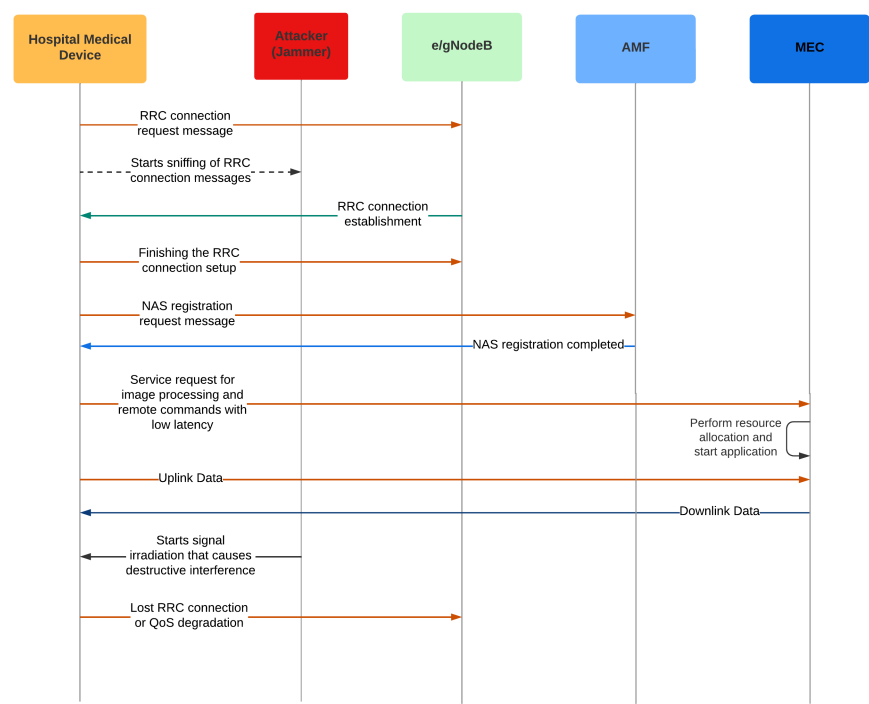 Hospital Medical
Device
Attacker
(Jammer)
e/gNodeB
AMF
MEC
RRC connection
request message
Starts sniffing of RRC
connection messages
RRC connection
establishment
Finishing the RRC
connection setup
NAS registration
request message
NAS registration completed
Service request for
image processing and
remote commands with
low latency
Perform resource
allocation and
start application
Uplink Data
Downlink Data
Starts signal
irradiation that causes
destructive interference
Lost RRC connection
or QoS degradation